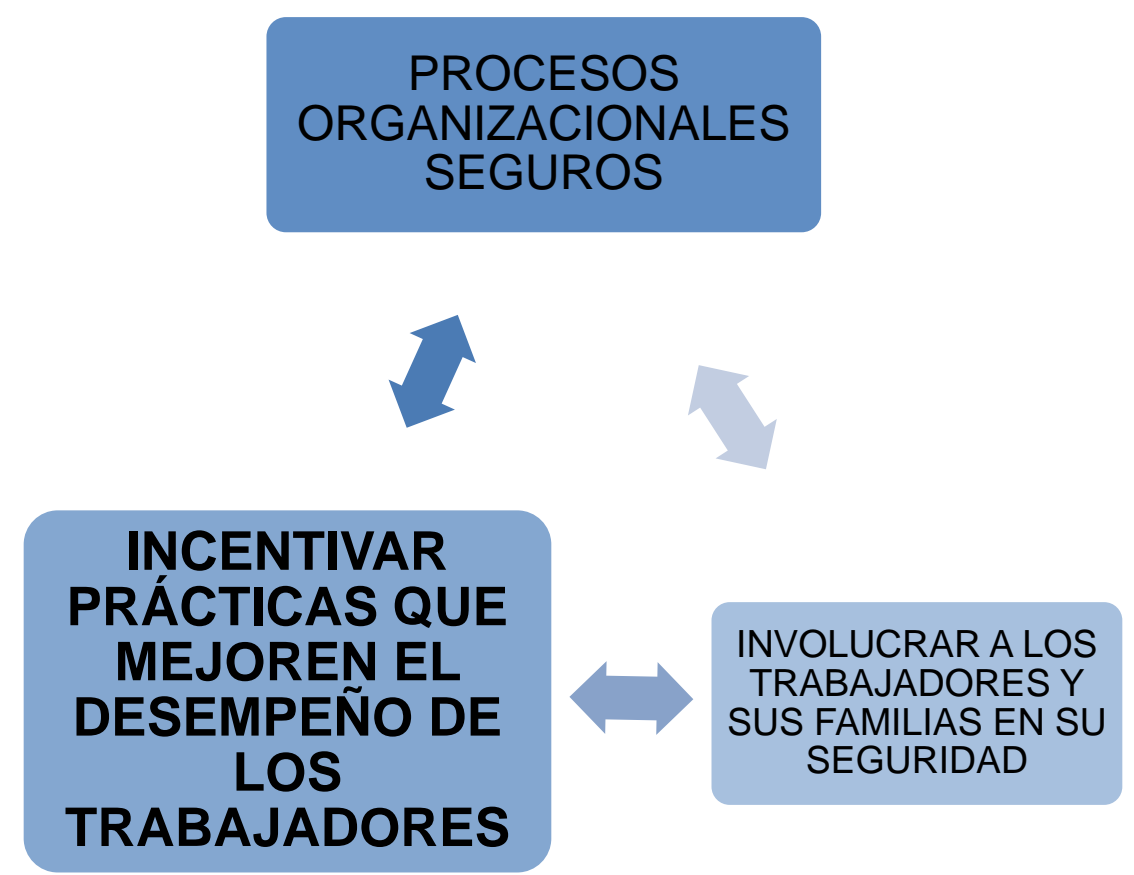 PROCESOS
ORGANIZACIONALES
SEGUROS
INCENTIVAR
PRÁCTICAS QUE
MEJOREN EL
DESEMPEÑO DE
LOS
TRABAJADORES
INVOLUCRAR A LOS
TRABAJADORES Y
SUS FAMILIAS EN SU
SEGURIDAD